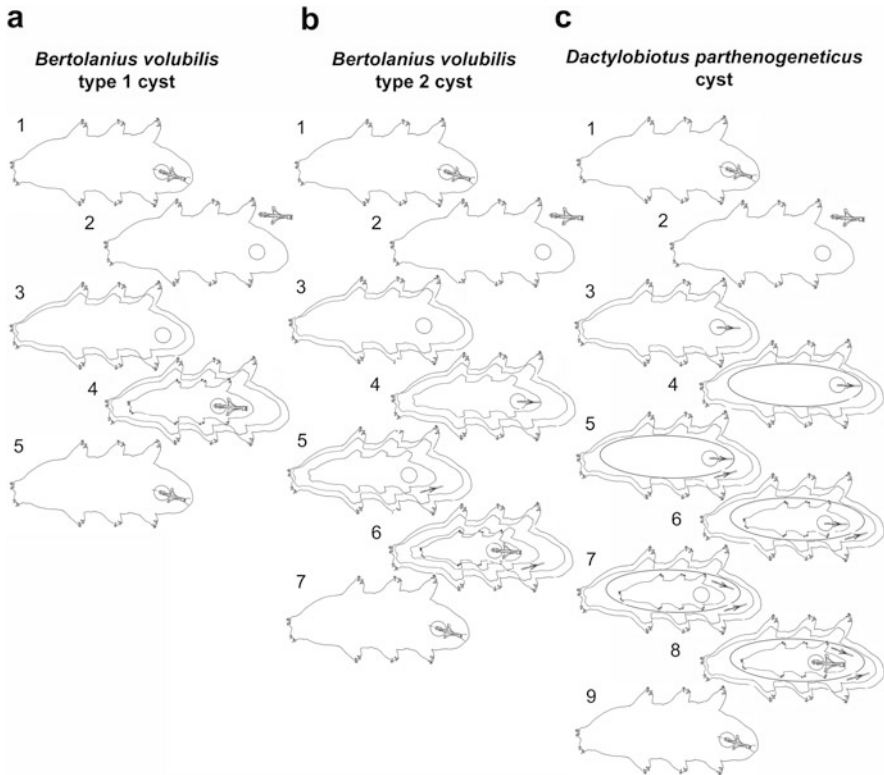 a
Bertolanius volubilis
type 1 cyst
1
2
3
4
5
b
Bertolanius volubilis
type 2 cyst
1
2
3
4
5
6
7
c
Dactylobiotus parthenogeneticus
cyst
1
2
3
4
5
6
7
8
9